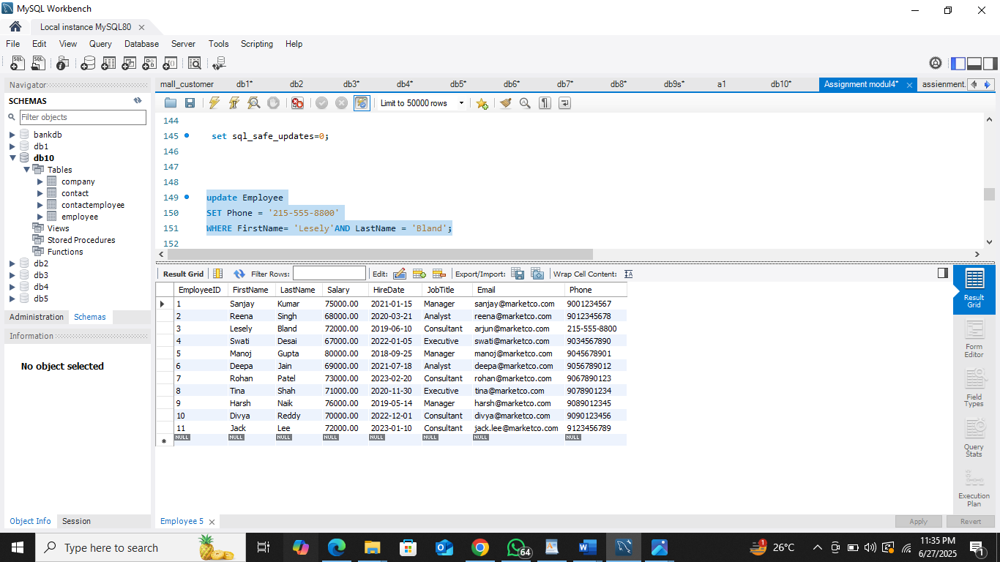 MySQL Workbench
Local instance MySQL80
File Edit View Query Database Server Tools Scripting Help
Navigator
SCHEMAS
Filter objects
bankdb
db1
db10
Tables
company
contact
contactemployee
employee
Views
Stored Procedures
Functions
db2
db3
db4
db5
Administration Schemas
Information
No object selected
Object Info Session
mall_customer db1* db2 db3* db4* db5* db6* db7* db8* db9s* a1 db10* Assignment modul4* assienment.
Limit to 50000 rows
144
145 set sql_safe_updates=0;
146
147
148
149 update Employee
150 SET Phone = '215-555-8800'
151 WHERE FirstName= 'Lesely'AND LastName = 'Bland';
152
Result Grid Filter Rows: Edit: Export/Import: Wrap Cell Content:
EmployeeID FirstName LastName Salary HireDate JobTitle Email Phone
1 Sanjay Kumar 75000.00 2021-01-15 Manager sanjay@marketco.com 9001234567
2 Reena Singh 68000.00 2020-03-21 Analyst reena@marketco.com 9012345678
3 Lesely Bland 72000.00 2019-06-10 Consultant arjun@marketco.com 215-555-8800
4 Swati Desai 67000.00 2022-01-05 Executive swati@marketco.com 9034567890
5 Manoj Gupta 80000.00 2018-09-25 Manager manoj@marketco.com 9045678901
6 Deepa Jain 69000.00 2021-07-18 Analyst deepa@marketco.com 9056789012
7 Rohan Patel 73000.00 2023-02-20 Consultant rohan@marketco.com 9067890123
8 Tina Shah 71000.00 2020-11-30 Executive tina@marketco.com 9078901234
9 Harsh Naik 76000.00 2019-05-14 Manager harsh@marketco.com 9089012345
10 Divya Reddy 70000.00 2022-12-01 Consultant divya@marketco.com 9090123456
11 Jack Lee 72000.00 2023-01-10 Consultant jack.lee@marketco.com 9123456789
NULL NULL NULL NULL NULL NULL NULL NULL
Result
Grid
Form
Editor
Field
Types
Query
Stats
Execution
Plan
Employee 5
Apply Revert
Type here to search
64
1
26°C
11:35 PM
6/27/2025
1